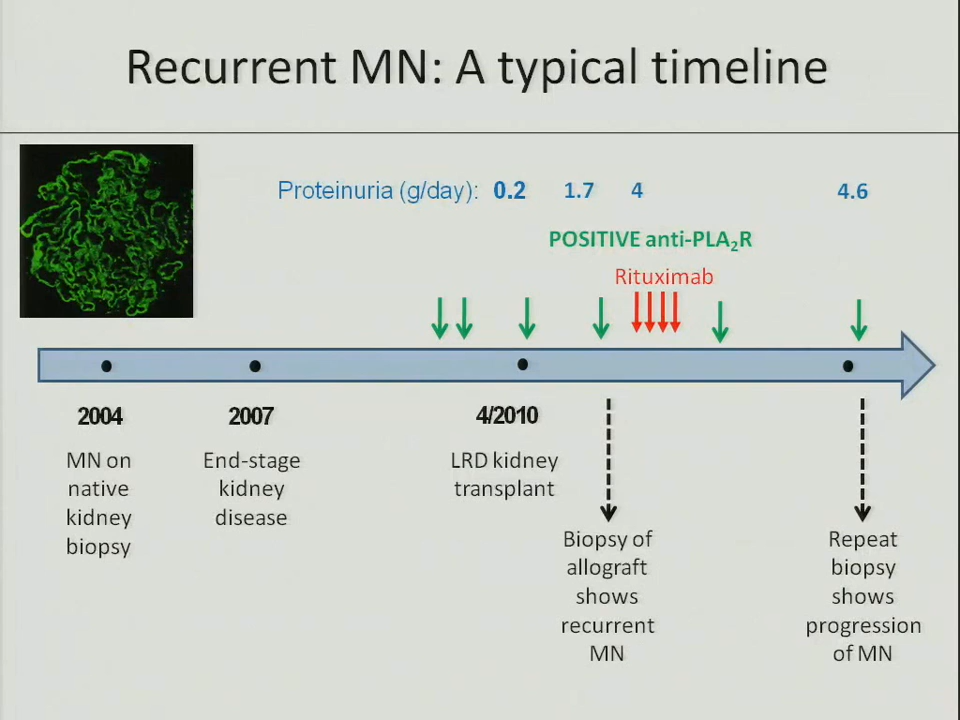 Recurrent MN: A typical timeline
Proteinuria (g/day): 0.2 1.7 4 4.6
POSITIVE anti-PLA₂R
Rituximab
2004 2007 4/2010
MN on
native
kidney
biopsy
End-stage
kidney
disease
LRD kidney
transplant
Biopsy of
allograft
shows
recurrent
MN
Repeat
biopsy
shows
progression
of MN